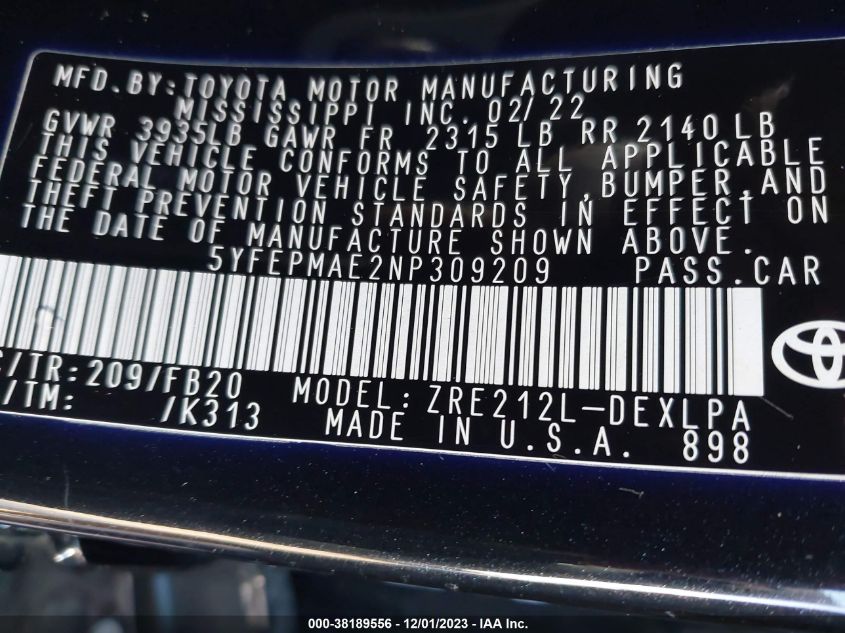 MFD.BY:TOYOTA MOTOR MANUFACTURING
MISSISSIPPI INC. 02/22
GVWR 3935LB GAWR FR 2315 LB RR 2140 LB
THIS VEHICLE CONFORMS TO ALL APPLICABLE
FEDERAL MOTOR VEHICLE SAFETY, BUMPER, AND
THEFT PREVENTION STANDARDS IN EFFECT ON
THE DATE OF MANUFACTURE SHOWN ABOVE.
5YFEPMAE2NP309209 PASS.CAR
/TR:209/FB20
MODEL: ZRE212L-DEXLPA
/TM: /K313
MADE IN U.S.A. 898
000-38189556 - 12/01/2023 - IAA Inc.